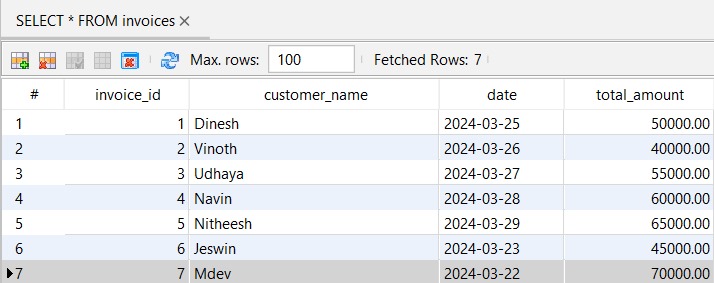 SELECT * FROM invoices
Max. rows: 100 Fetched Rows: 7
# invoice_id customer_name date total_amount
1 1 Dinesh 2024-03-25 50000.00
2 2 Vinoth 2024-03-26 40000.00
3 3 Udhaya 2024-03-27 55000.00
4 4 Navin 2024-03-28 60000.00
5 5 Nitheesh 2024-03-29 65000.00
6 6 Jeswin 2024-03-23 45000.00
7 7 Mdev 2024-03-22 70000.00